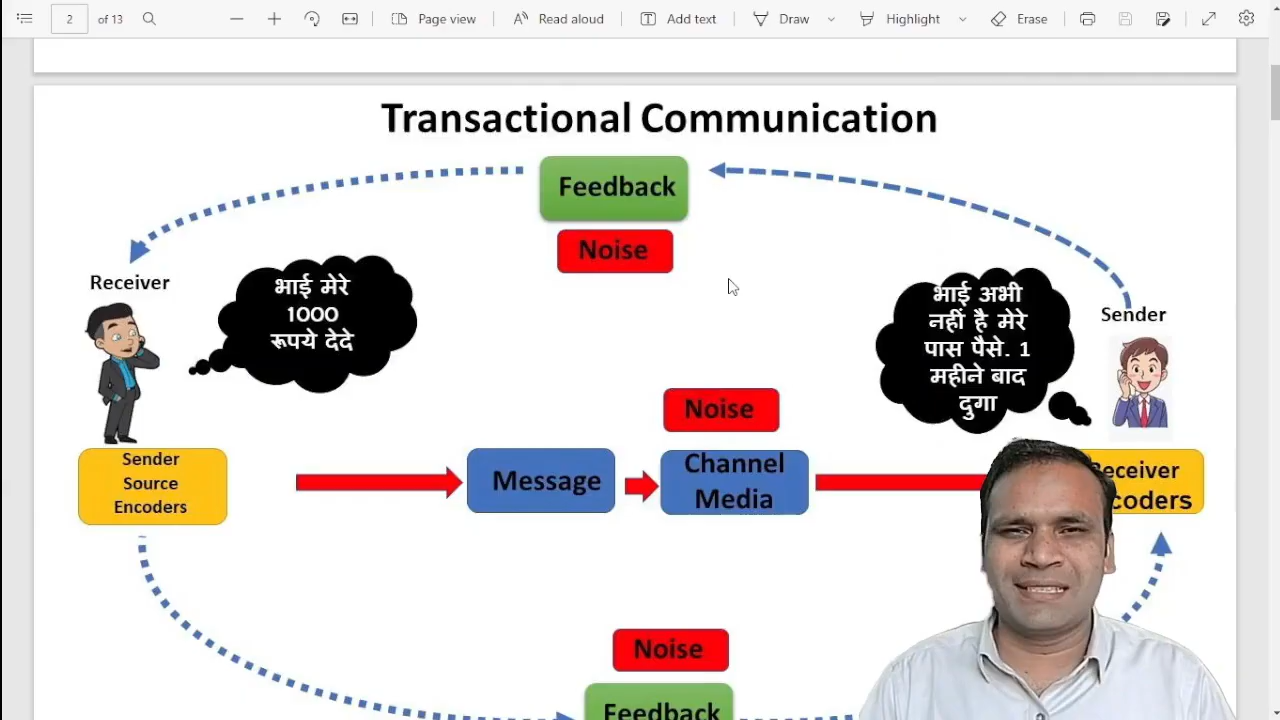 2 of 13 Page view Read aloud Add text Draw Highlight Erase
Transactional Communication
Feedback
Noise
Receiver
भाई मेरे
1000
रूपये देदे
भाई अभी
नहीं है मेरे
पास पैसे. 1
महीने बाद
दुगा
Sender
Noise
Sender
Source
Encoders
Message
Channel
Media
Receiver
coders
Noise
Feedback